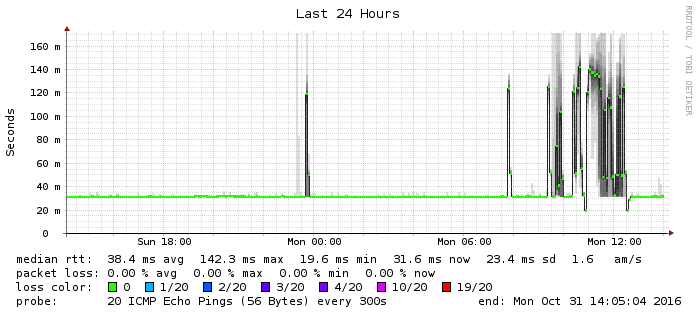 Last 24 Hours
RRDTOOL / TOBI OETIKER
Seconds
160 m
140 m
120 m
100 m
80 m
60 m
40 m
20 m
0
Sun 18:00 Mon 00:00 Mon 06:00 Mon 12:00
median rtt: 38.4 ms avg 142.3 ms max 19.6 ms min 31.6 ms now 23.4 ms sd 1.6 am/s
packet loss: 0.00 % avg 0.00 % max 0.00 % min 0.00 % now
loss color: 0 1/20 2/20 3/20 4/20 10/20 19/20
probe: 20 ICMP Echo Pings (56 Bytes) every 300s end: Mon Oct 31 14:05:04 2016